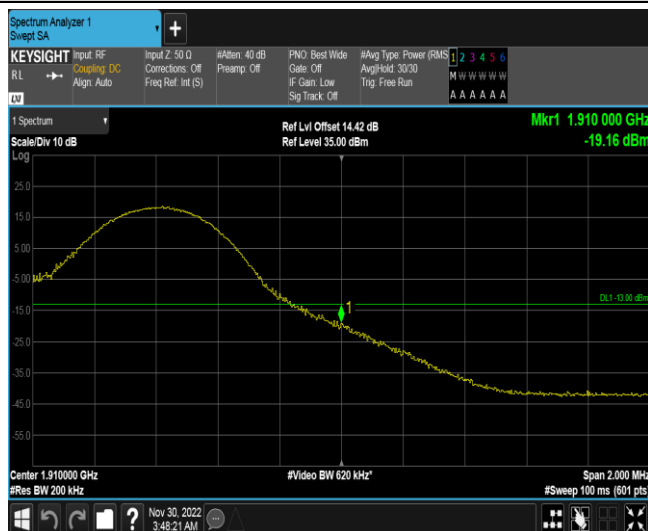 Spectrum Analyzer 1
Swept SA
+
KEYSIGHT
RL
LXI
Input: RF
Coupling: DC
Align: Auto
Input Z: 50 Ω
Corrections: Off
Freq Ref: Int (S)
#Atten: 40 dB
Preamp: Off
PNO: Best Wide
Gate: Off
IF Gain: Low
Sig Track: Off
#Avg Type: Power (RMS
Avg|Hold: 30/30
Trig: Free Run
1 2 3 4 5 6
M W W W W W
A A A A A A
1 Spectrum
Scale/Div 10 dB
Ref Lvl Offset 14.42 dB
Ref Level 35.00 dBm
Mkr1 1.910 000 GHz
-19.16 dBm
Log
25.0
15.0
5.00
-5.00
-15.0
-25.0
-35.0
-45.0
-55.0
1
DL1 -13.00 dBm
Center 1.910000 GHz
#Res BW 200 kHz
#Video BW 620 kHz*
Span 2.000 MHz
#Sweep 100 ms (601 pts)
?
Nov 30, 2022
3:48:21 AM